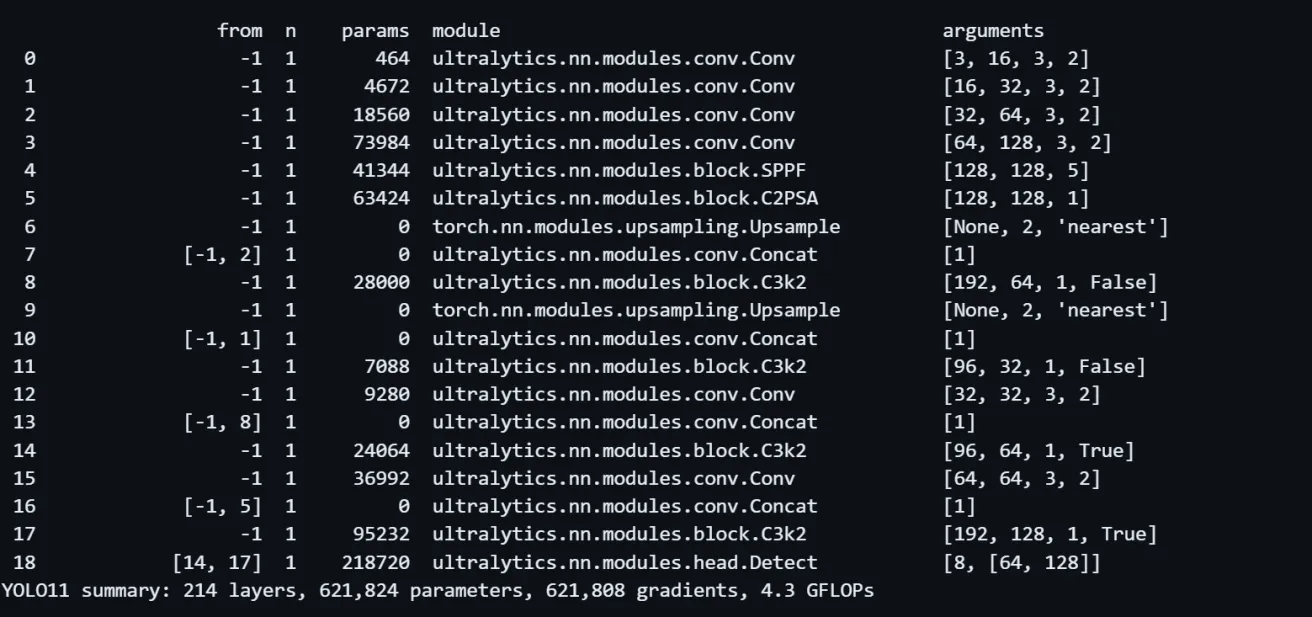 from n params module arguments
0 -1 1 464 ultralytics.nn.modules.conv.Conv [3, 16, 3, 2]
1 -1 1 4672 ultralytics.nn.modules.conv.Conv [16, 32, 3, 2]
2 -1 1 18560 ultralytics.nn.modules.conv.Conv [32, 64, 3, 2]
3 -1 1 73984 ultralytics.nn.modules.conv.Conv [64, 128, 3, 2]
4 -1 1 41344 ultralytics.nn.modules.block.SPPF [128, 128, 5]
5 -1 1 63424 ultralytics.nn.modules.block.C2PSA [128, 128, 1]
6 -1 1 0 torch.nn.modules.upsampling.Upsample [None, 2, 'nearest']
7 [-1, 2] 1 0 ultralytics.nn.modules.conv.Concat [1]
8 -1 1 28000 ultralytics.nn.modules.block.C3k2 [192, 64, 1, False]
9 -1 1 0 torch.nn.modules.upsampling.Upsample [None, 2, 'nearest']
10 [-1, 1] 1 0 ultralytics.nn.modules.conv.Concat [1]
11 -1 1 7088 ultralytics.nn.modules.block.C3k2 [96, 32, 1, False]
12 -1 1 9280 ultralytics.nn.modules.conv.Conv [32, 32, 3, 2]
13 [-1, 8] 1 0 ultralytics.nn.modules.conv.Concat [1]
14 -1 1 24064 ultralytics.nn.modules.block.C3k2 [96, 64, 1, True]
15 -1 1 36992 ultralytics.nn.modules.conv.Conv [64, 64, 3, 2]
16 [-1, 5] 1 0 ultralytics.nn.modules.conv.Concat [1]
17 -1 1 95232 ultralytics.nn.modules.block.C3k2 [192, 128, 1, True]
18 [14, 17] 1 218720 ultralytics.nn.modules.head.Detect [8, [64, 128]]
YOLO11 summary: 214 layers, 621,824 parameters, 621,808 gradients, 4.3 GFLOPs